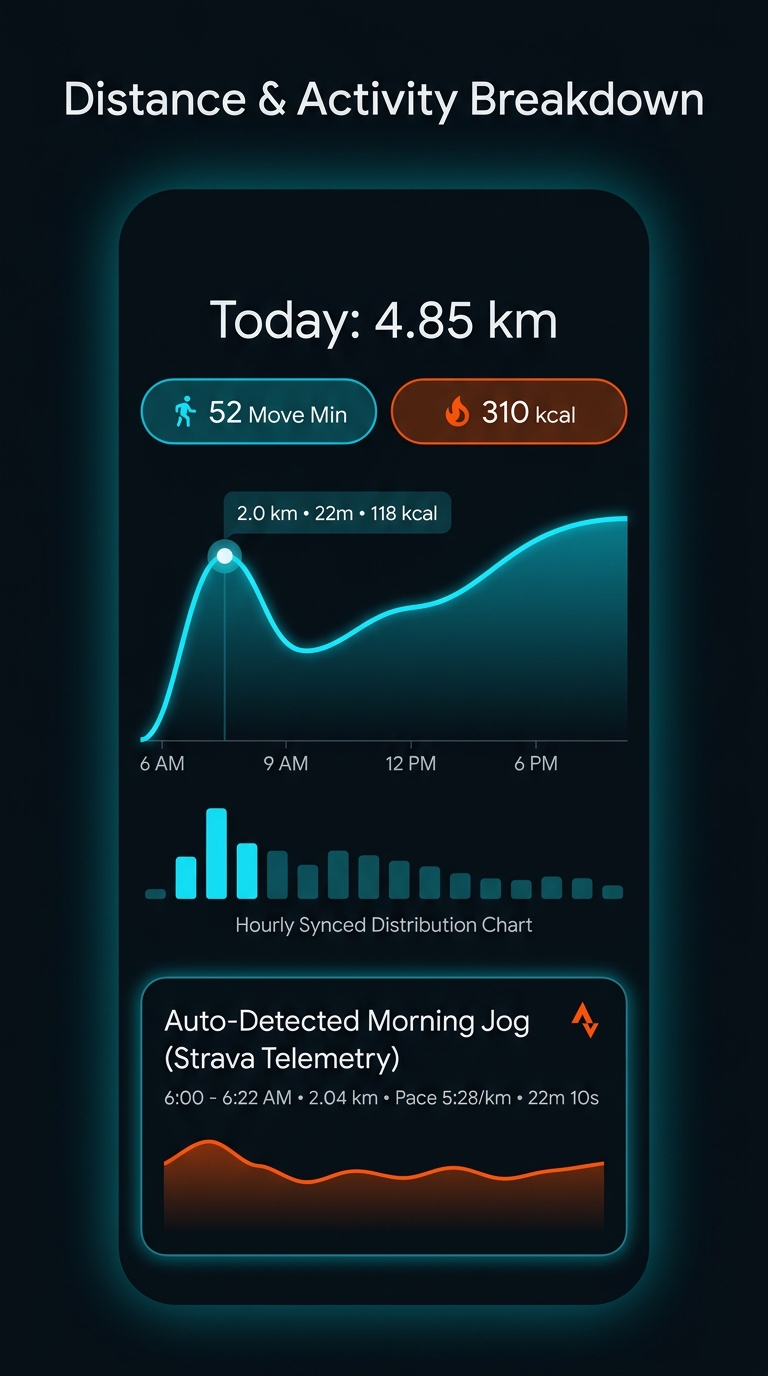 Distance & Activity Breakdown
Today: 4.85 km
52 Move Min
310 kcal
2.0 km • 22m • 118 kcal
6 AM
9 AM
12 PM
6 PM
Hourly Synced Distribution Chart
Auto-Detected Morning Jog
(Strava Telemetry)
6:00 - 6:22 AM • 2.04 km • Pace 5:28/km • 22m 10s